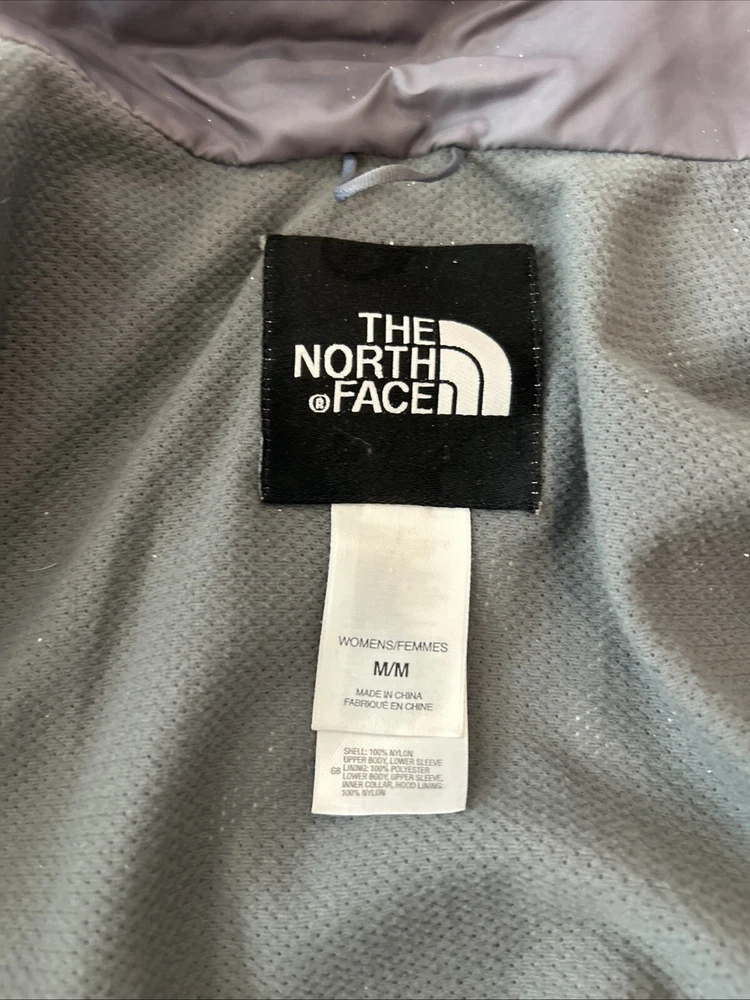 THE
NORTH
® FACE
WOMENS/FEMMES
M/M
MADE IN CHINA
FABRIQUÉ EN CHINE
SHELL: 100% NYLON
UPPER BODY, LOWER SLEEVE
GB LINING: 100% POLYESTER
LOWER BODY, UPPER SLEEVE,
INNER COLLAR, HOOD LINING:
100% NYLON